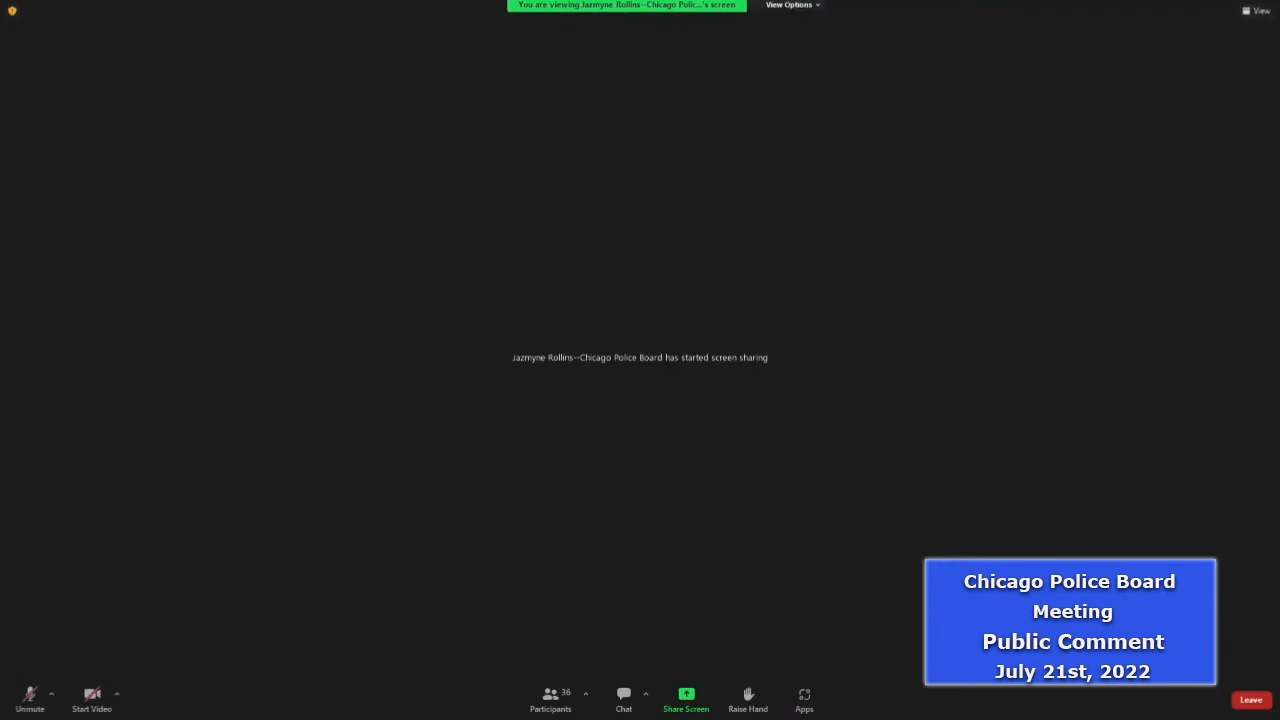 You are viewing Jazmyne Rollins--Chicago Polic...'s screen
View Options
View
Jazmyne Rollins--Chicago Police Board has started screen sharing
Chicago Police Board
Meeting
Public Comment
July 21st, 2022
Unmute
Start Video
36
Participants
Chat
Share Screen
Raise Hand
Apps
Leave